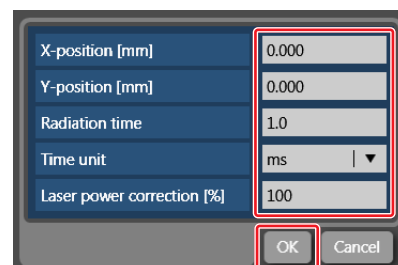 X-position [mm] 0.000
Y-position [mm] 0.000
Radiation time 1.0
Time unit ms
Laser power correction [%] 100
OK Cancel